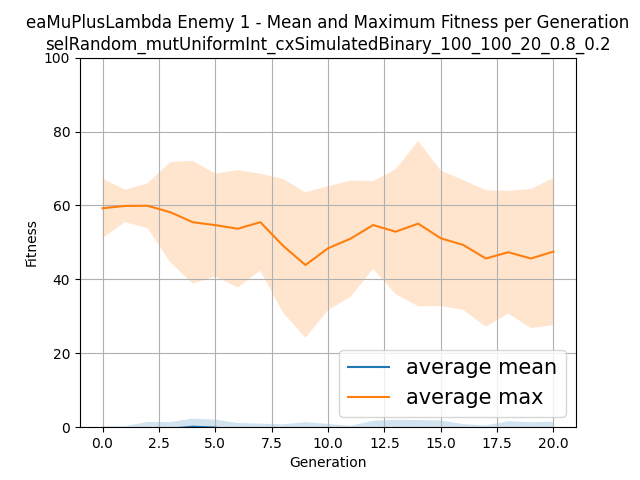 eaMuPlusLambda Enemy 1 - Mean and Maximum Fitness per Generation
selRandom_mutUniformInt_cxSimulatedBinary_100_100_20_0.8_0.2
100
80
60
40
20
0
Fitness
average mean
average max
0.0 2.5 5.0 7.5 10.0 12.5 15.0 17.5 20.0
Generation